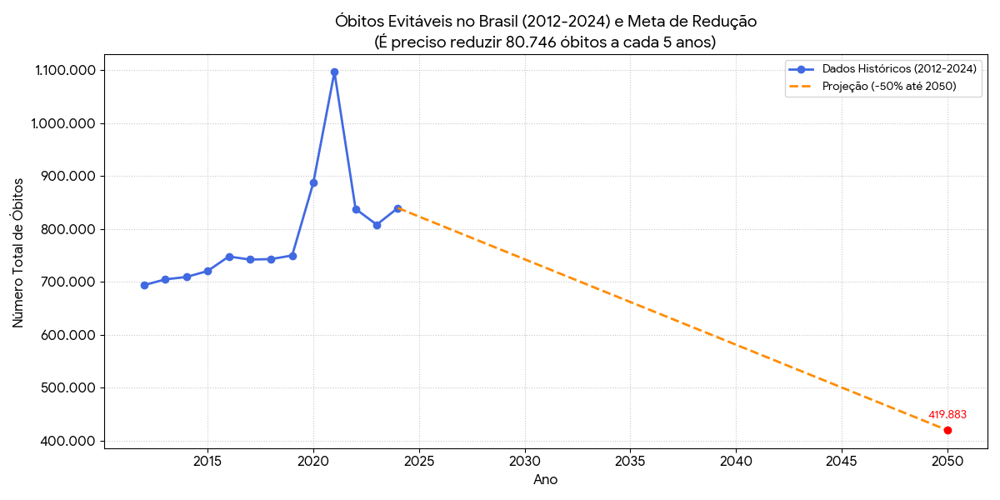 Óbitos Evitáveis no Brasil (2012-2024) e Meta de Redução
(É preciso reduzir 80.746 óbitos a cada 5 anos)
Dados Históricos (2012-2024)
Projeção (-50% até 2050)
Número Total de Óbitos
1.100.000
1.000.000
900.000
800.000
700.000
600.000
500.000
400.000
419.883
2015
2020
2025
2030
2035
2040
2045
2050
Ano